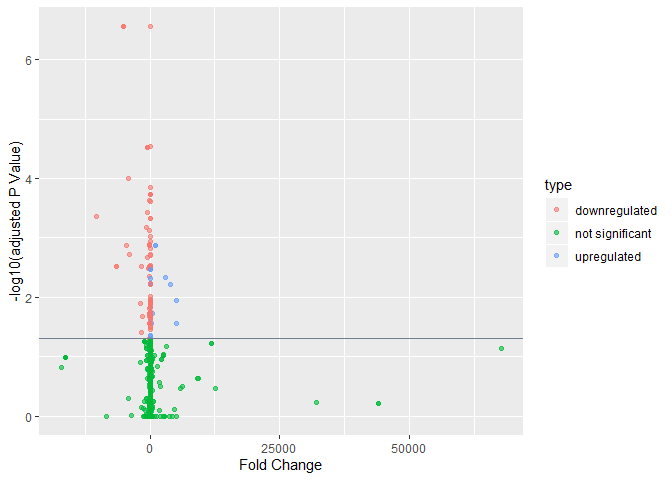 6
4
2
0
-log10(adjusted P Value)
0
25000
50000
Fold Change
type
downregulated
not significant
upregulated